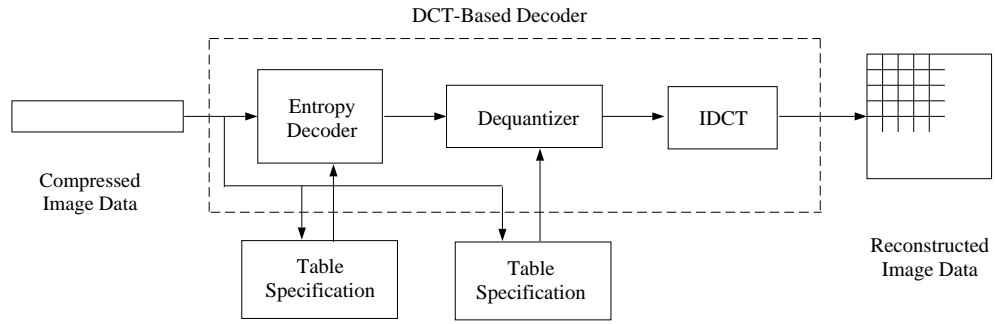 DCT-Based Decoder
Entropy
Decoder
Dequantizer
IDCT
Compressed
Image Data
Table
Specification
Table
Specification
Reconstructed
Image Data